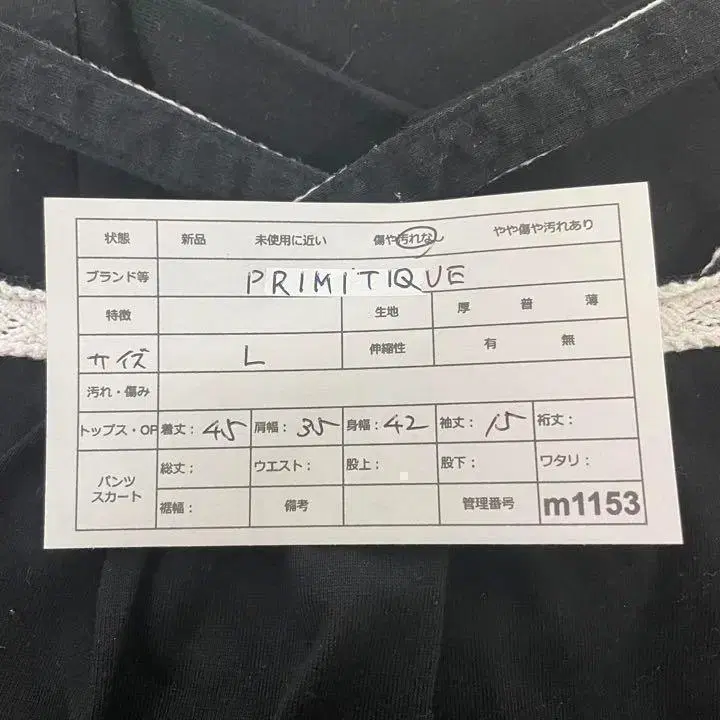 状態 新品 未使用に近い 傷や汚れなし やや傷や汚れあり
ブランド等 PRIMITIQUE
特徴 生地 厚 普 薄
サイズ L 伸縮性 有 無
汚れ・傷み
トップス・OP 着丈: 45 肩幅: 35 身幅: 42 袖丈: 15 裄丈:
パンツ スカート 総丈: ウエスト: 股上: 股下: ワタリ:
裾幅: 備考 管理番号 m1153